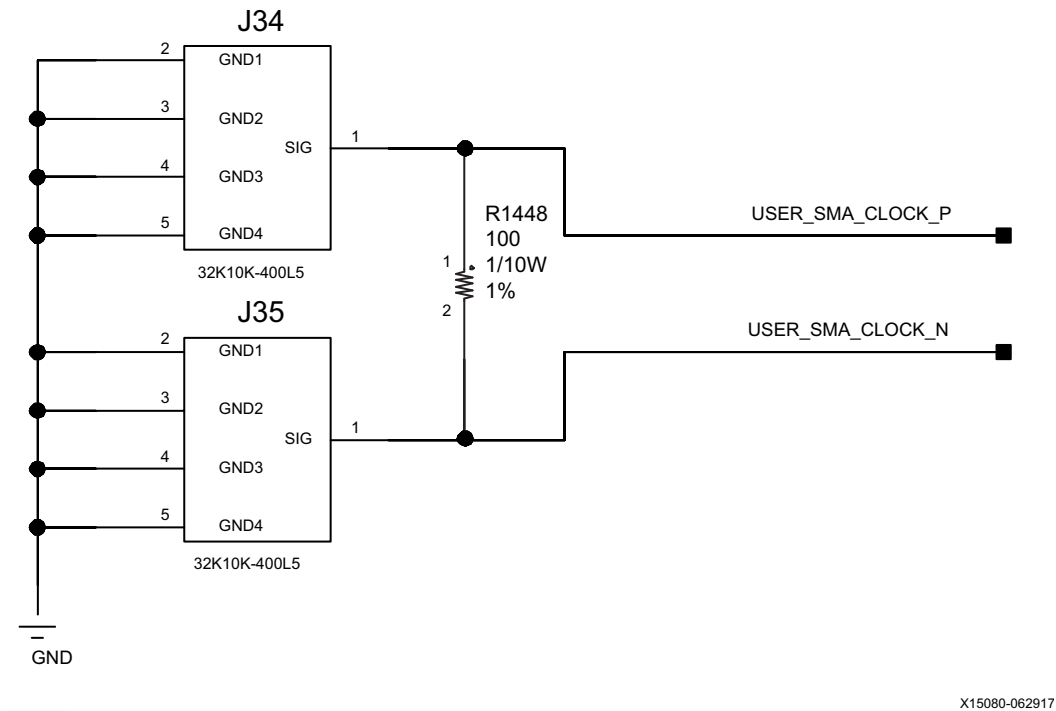 J34
2
GND1
3
GND2
SIG
1
4
GND3
5
GND4
32K10K-400L5
R1448
100
1/10W
1%
1
2
USER_SMA_CLOCK_P
J35
2
GND1
3
GND2
SIG
1
4
GND3
5
GND4
32K10K-400L5
USER_SMA_CLOCK_N
GND
X15080-062917